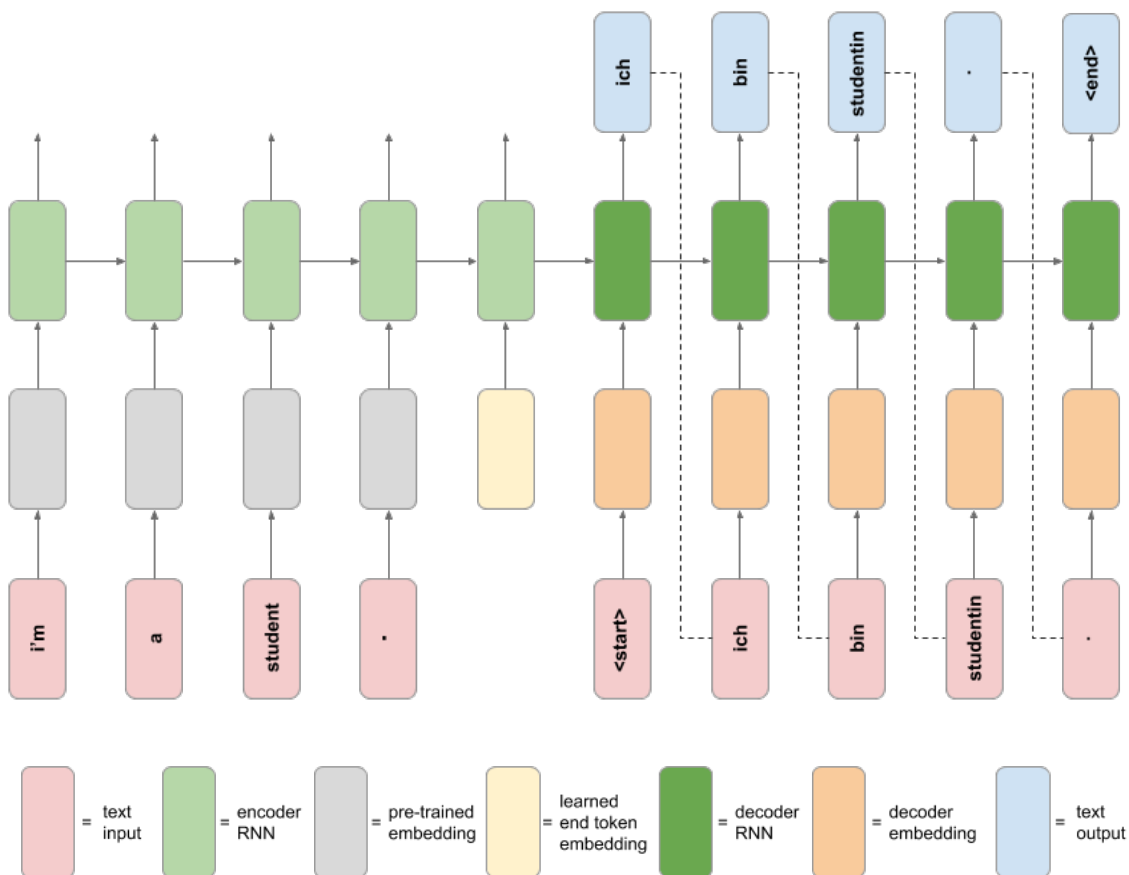 ich
bin
studentin
.
<end>
i'm
a
student
.
<start>
ich
bin
studentin
.
= text
input
= encoder
RNN
= pre-trained
embedding
= learned
end token
embedding
= decoder
RNN
= decoder
embedding
= text
output